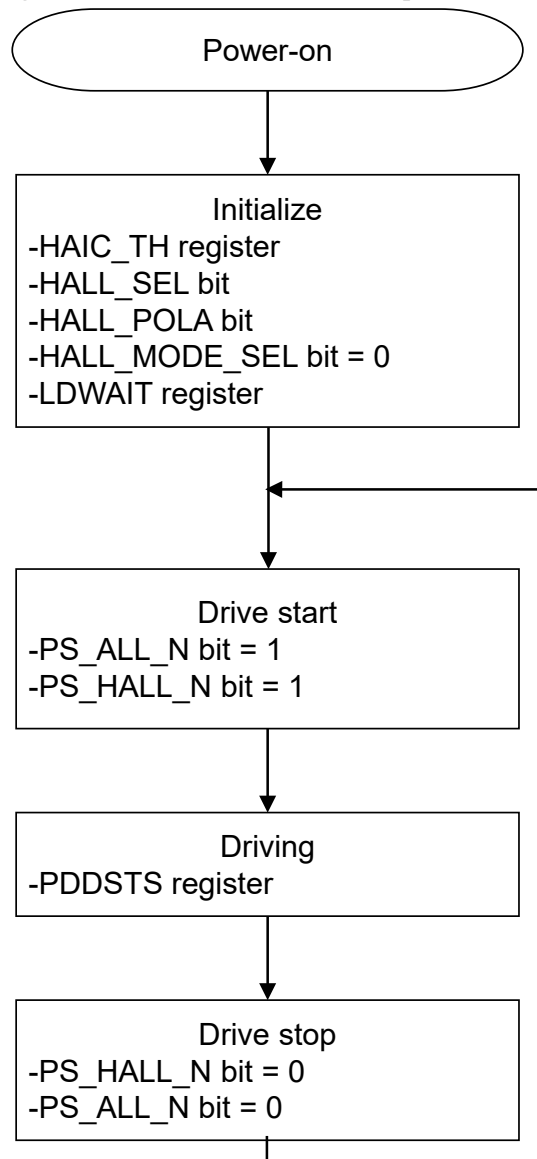 Power-on
Initialize
-HAIC_TH register
-HALL_SEL bit
-HALL_POLA bit
-HALL_MODE_SEL bit = 0
-LDWAIT register
Drive start
-PS_ALL_N bit = 1
-PS_HALL_N bit = 1
Driving
-PDDSTS register
Drive stop
-PS_HALL_N bit = 0
-PS_ALL_N bit = 0